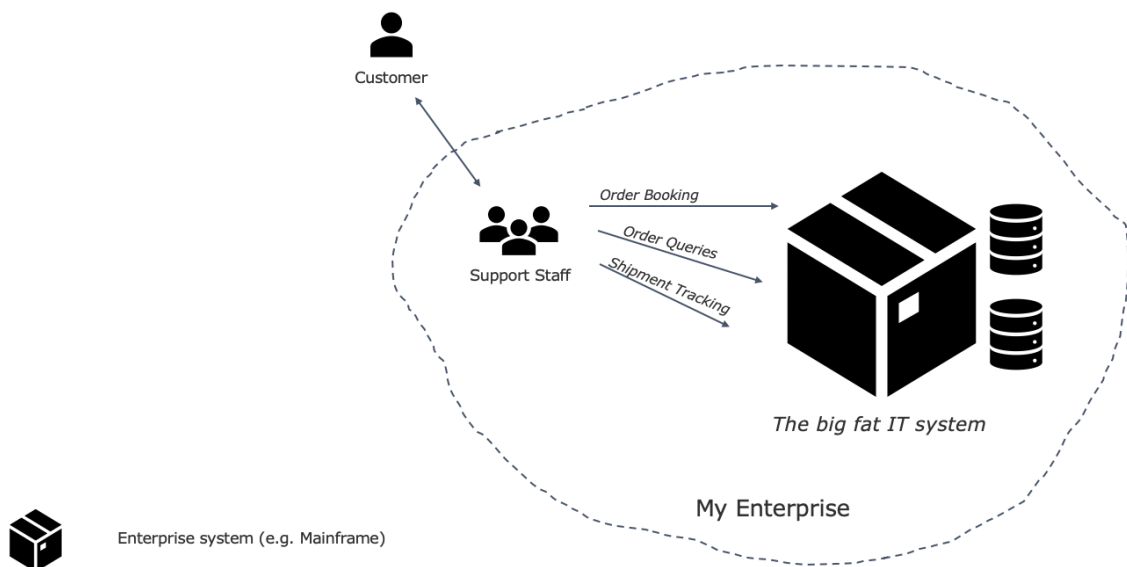 Customer
Order Booking
Order Queries
Shipment Tracking
Support Staff
The big fat IT system
My Enterprise
Enterprise system (e.g. Mainframe)